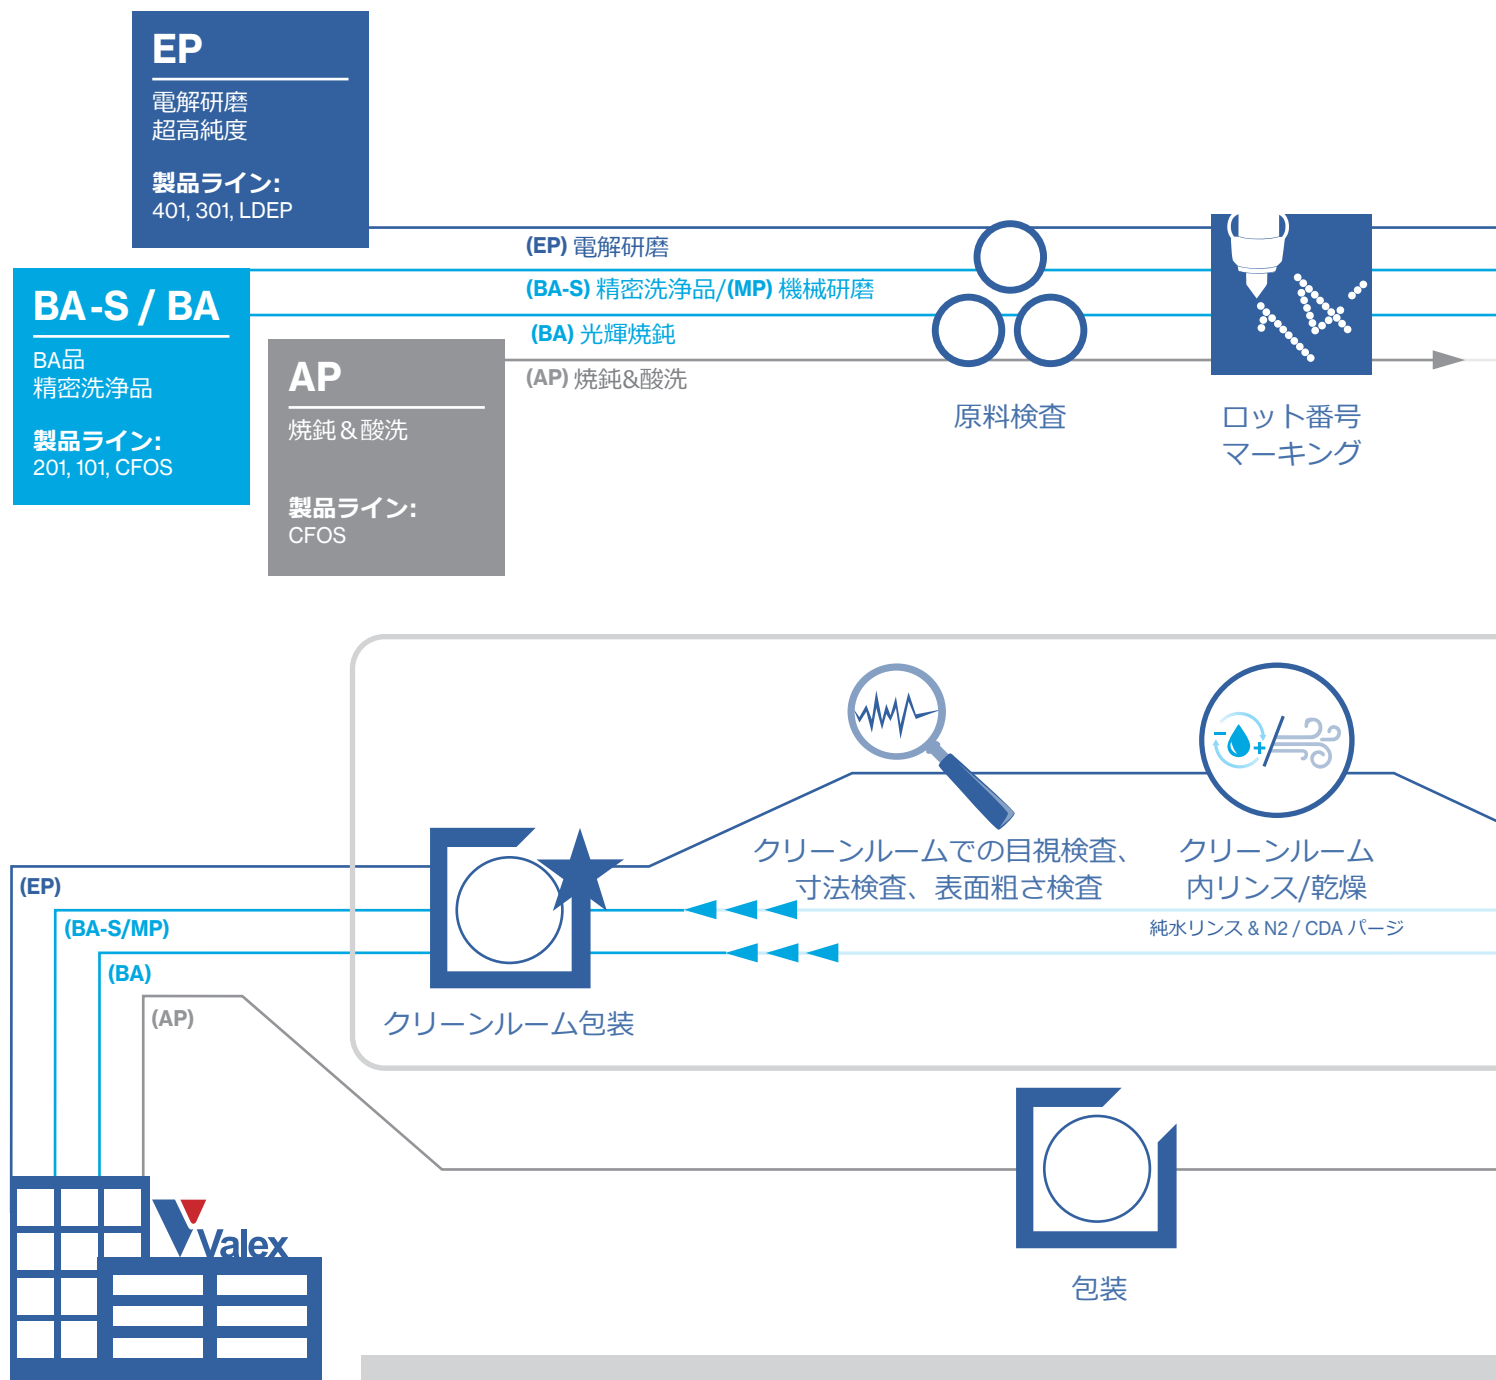 EP
電解研磨
超高純度
製品ライン:
401, 301, LDEP
BA-S / BA
BA品
精密洗浄品
製品ライン:
201, 101, CFOS
AP
焼鈍＆酸洗
製品ライン:
CFOS
(EP) 電解研磨
(BA-S) 精密洗浄品/(MP) 機械研磨
(BA) 光輝焼鈍
(AP) 焼鈍&酸洗
原料検査
ロット番号
マーキング
クリーンルームでの目視検査、
寸法検査、表面粗さ検査
クリーンルーム
内リンス/乾燥
純水リンス & N2 / CDA パージ
(EP)
(BA-S/MP)
(BA)
(AP)
クリーンルーム包装
包装
Valex